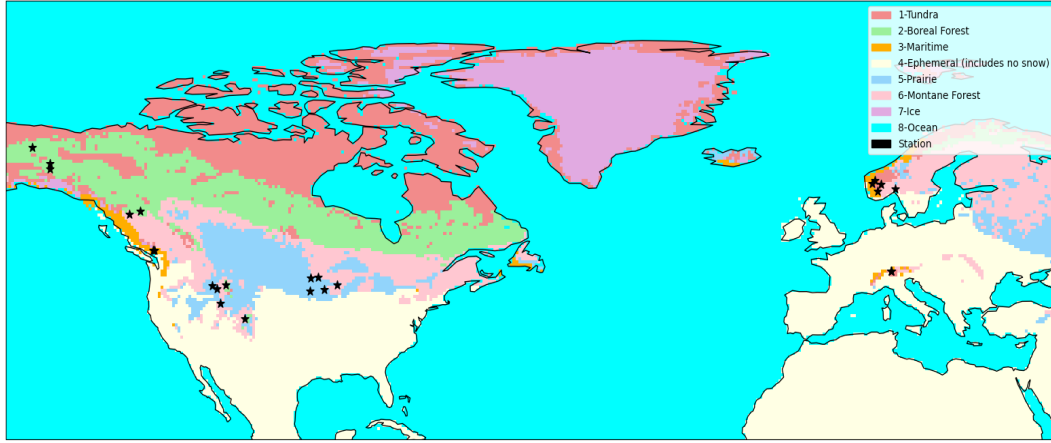 1-Tundra
2-Boreal Forest
3-Maritime
4-Ephemeral (includes no snow)
5-Prairie
6-Montane Forest
7-Ice
8-Ocean
Station